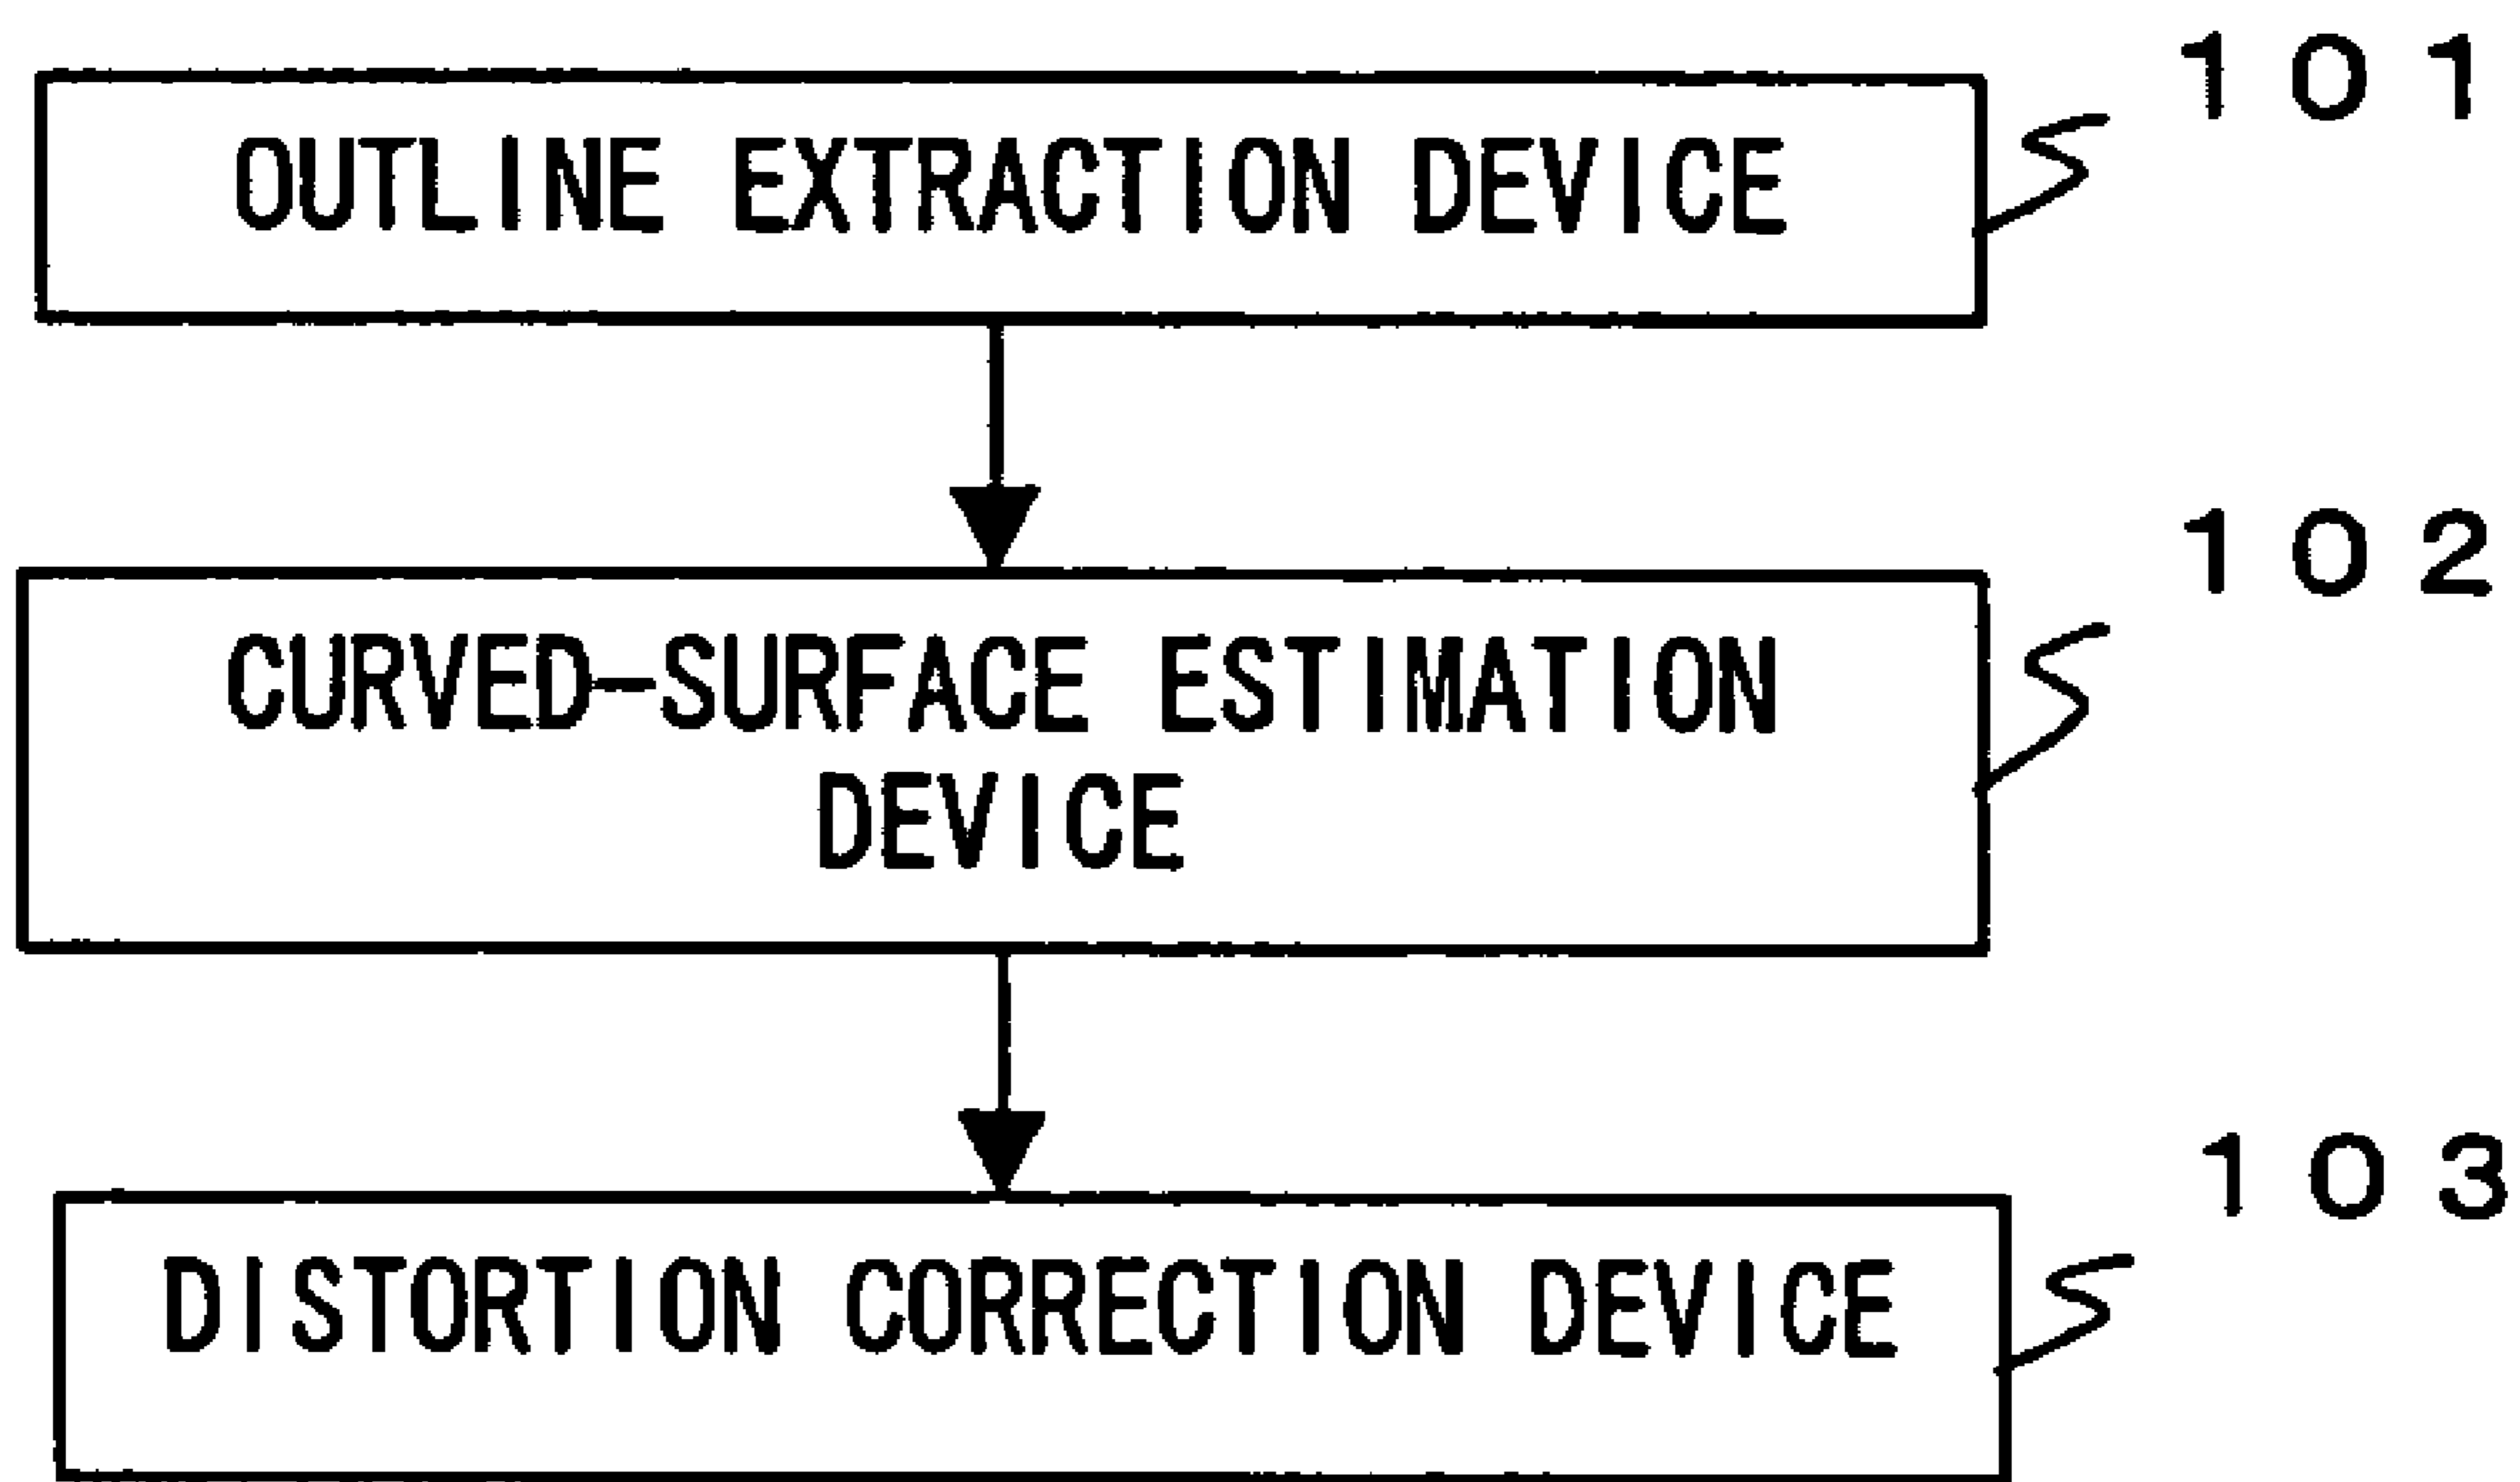 101
OUTLINE EXTRACTION DEVICE
102
CURVED-SURFACE ESTIMATION
DEVICE
103
DISTORTION CORRECTION DEVICE